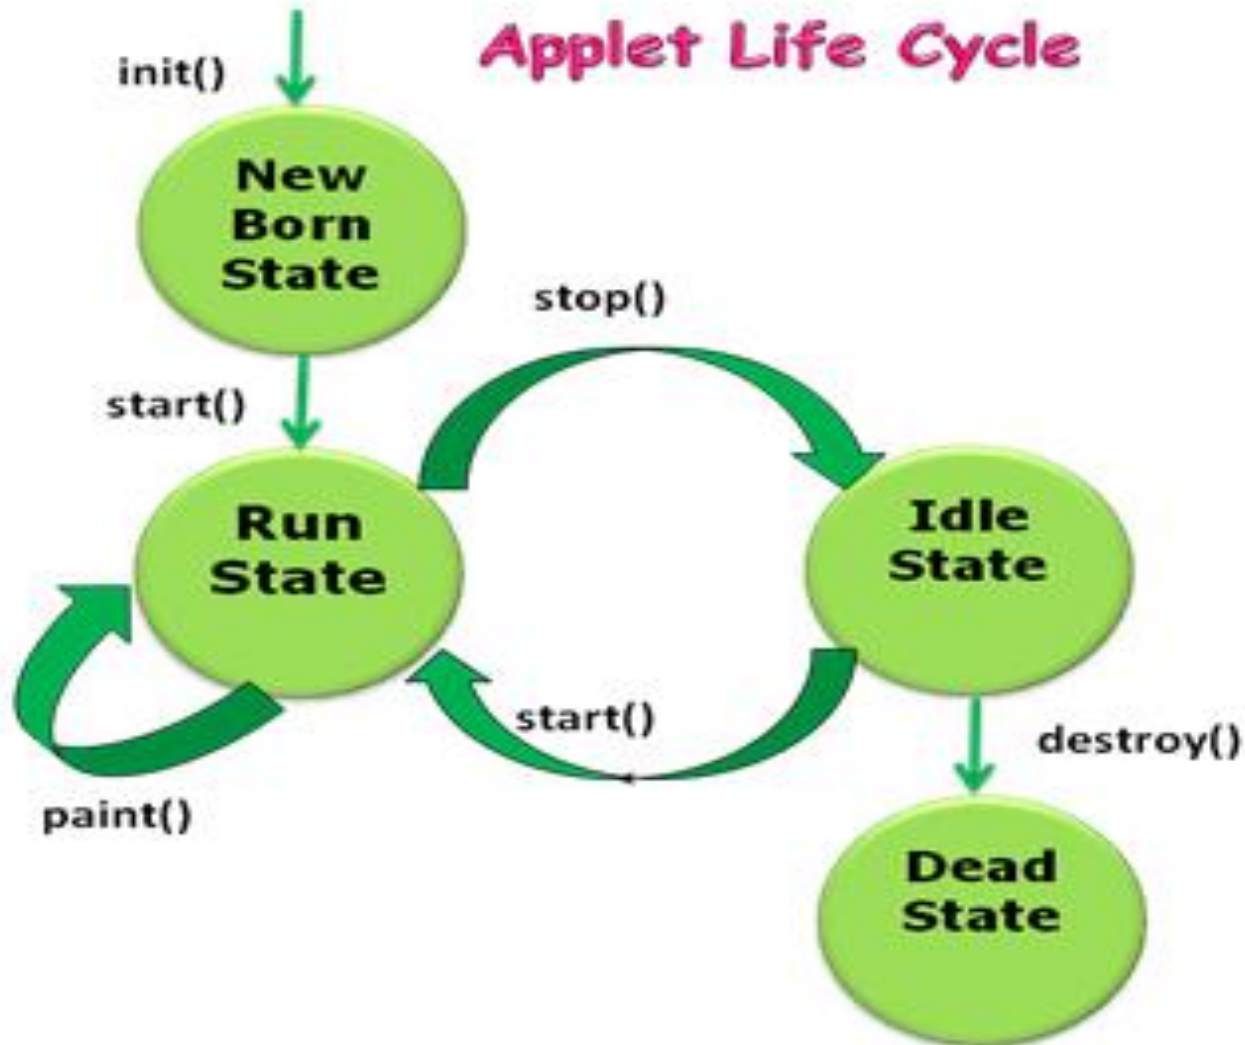 Applet Life Cycle
init()
New
Born
State
stop()
start()
Run
State
Idle
State
start()
destroy()
paint()
Dead
State